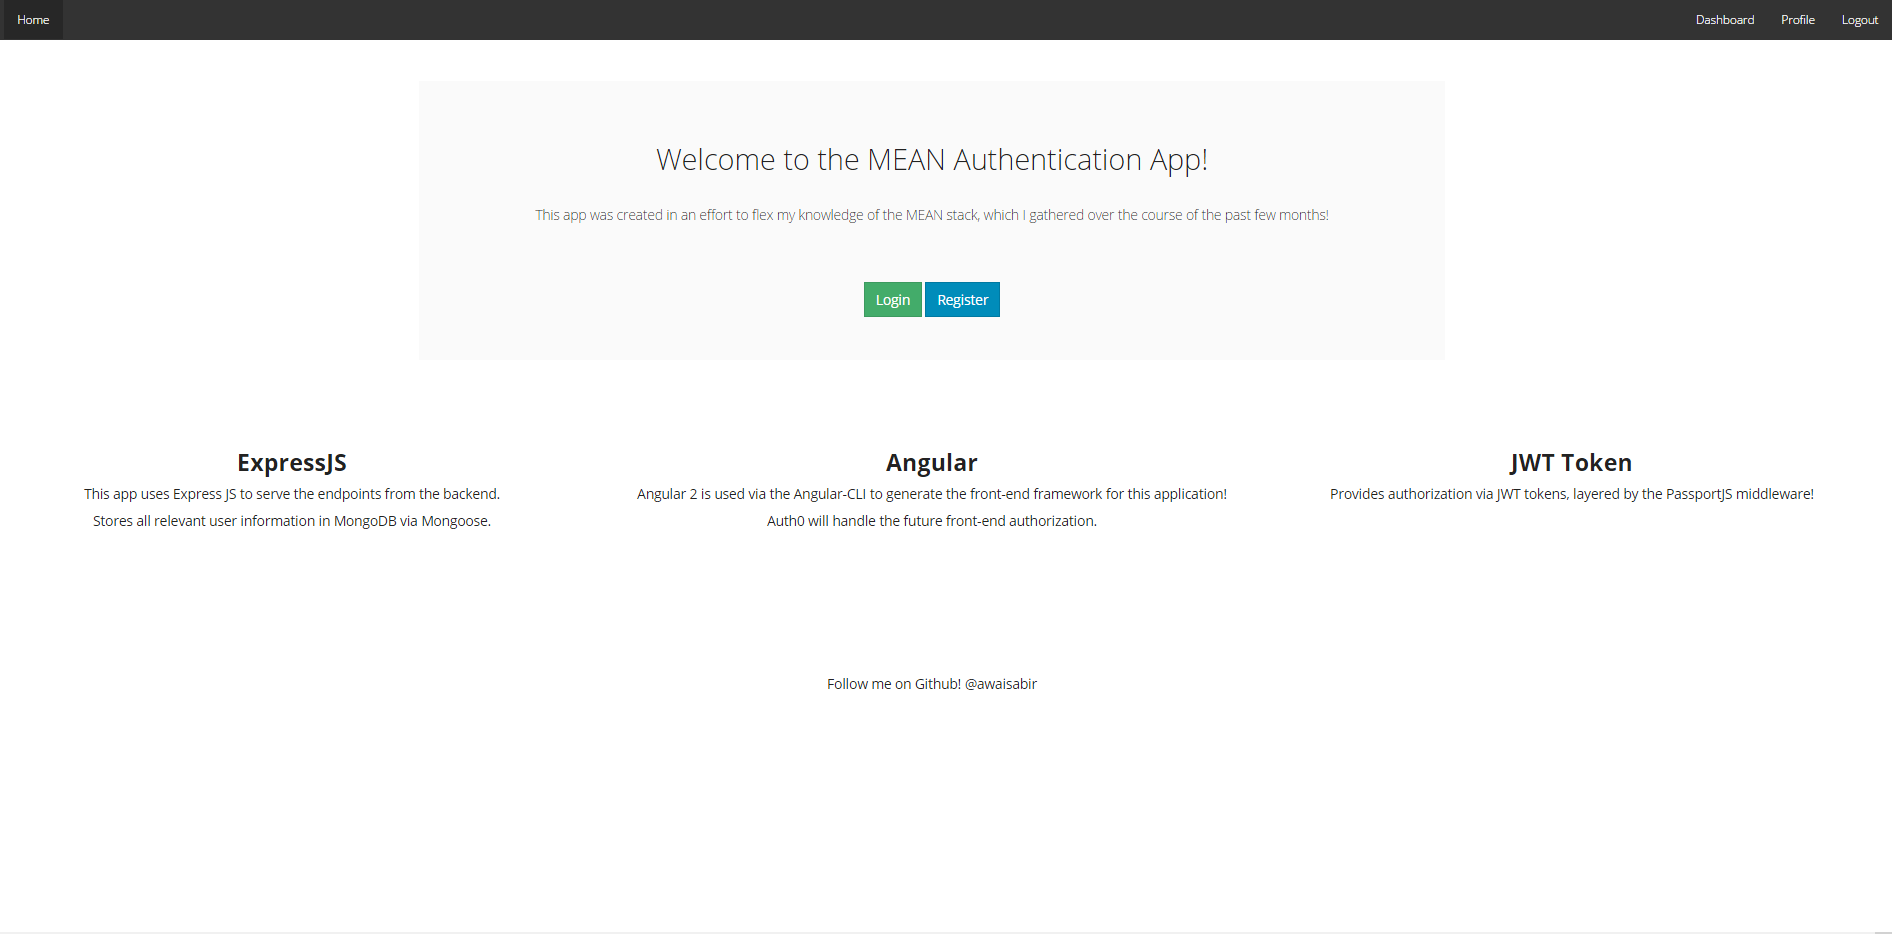 Home Dashboard Profile Logout
Welcome to the MEAN Authentication App!
This app was created in an effort to flex my knowledge of the MEAN stack, which I gathered over the course of the past few months!
Login Register
ExpressJS
This app uses Express JS to serve the endpoints from the backend.
Stores all relevant user information in MongoDB via Mongoose.
Angular
Angular 2 is used via the Angular-CLI to generate the front-end framework for this application!
Auth0 will handle the future front-end authorization.
JWT Token
Provides authorization via JWT tokens, layered by the PassportJS middleware!
Follow me on Github! @awaisabir